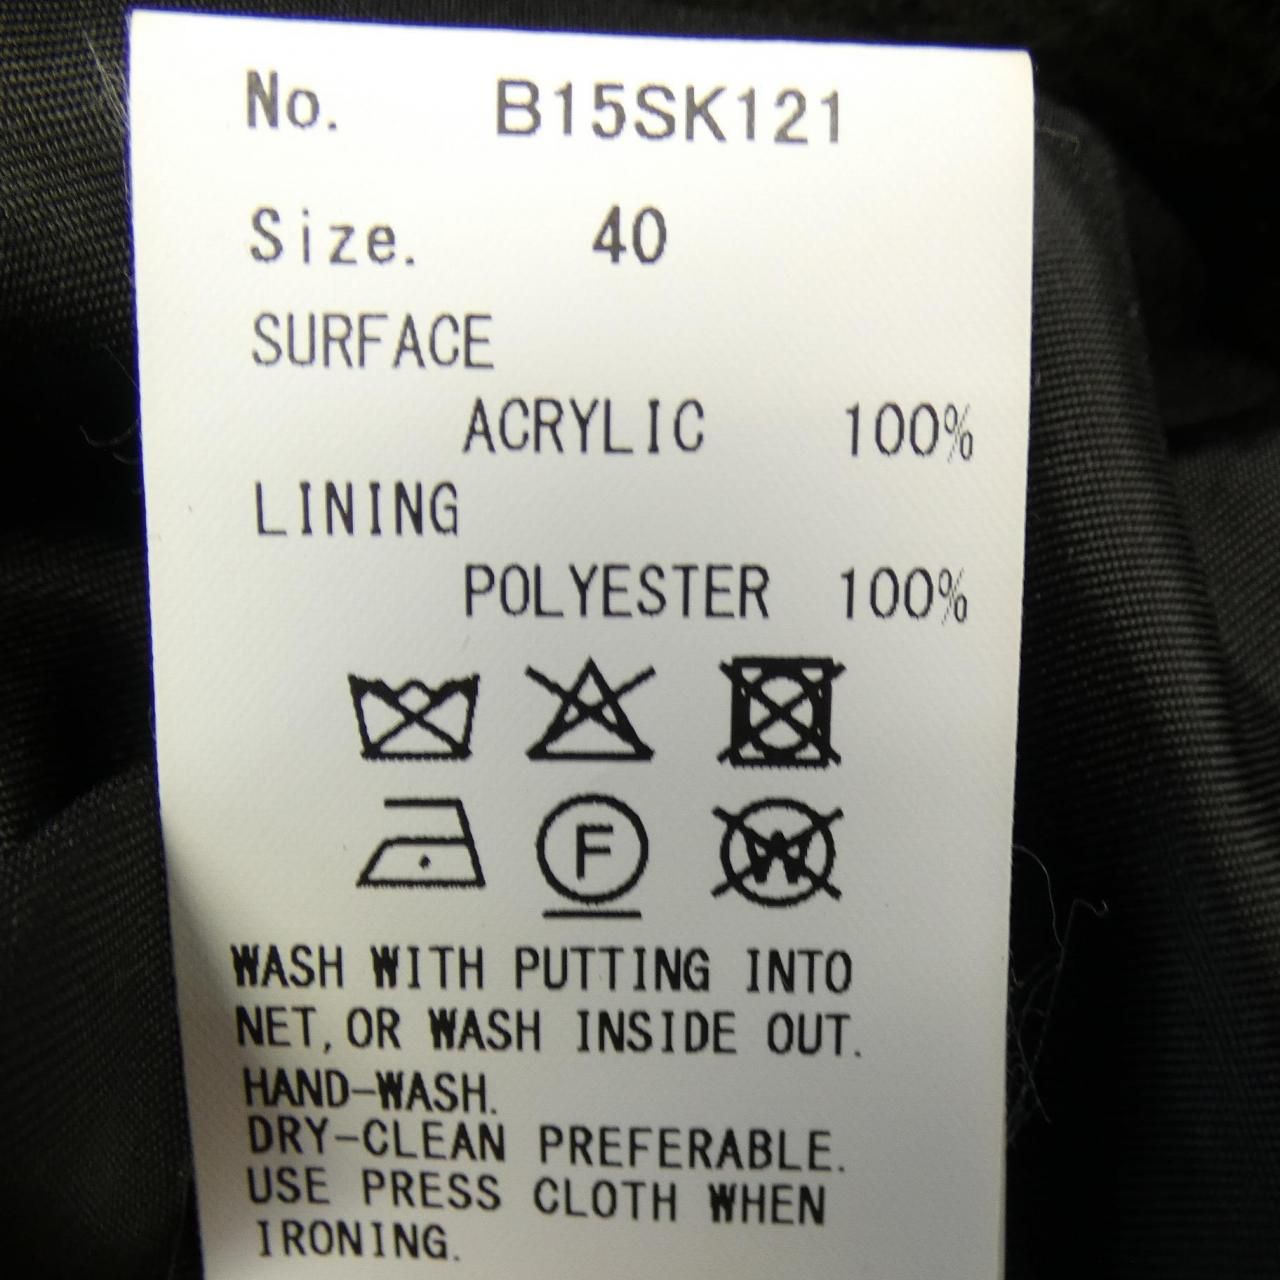 No. B15SK121
Size. 40
SURFACE
ACRYLIC 100%
LINING
POLYESTER 100%
F W
WASH WITH PUTTING INTO
NET, OR WASH INSIDE OUT.
HAND-WASH.
DRY-CLEAN PREFERABLE.
USE PRESS CLOTH WHEN
IRONING.